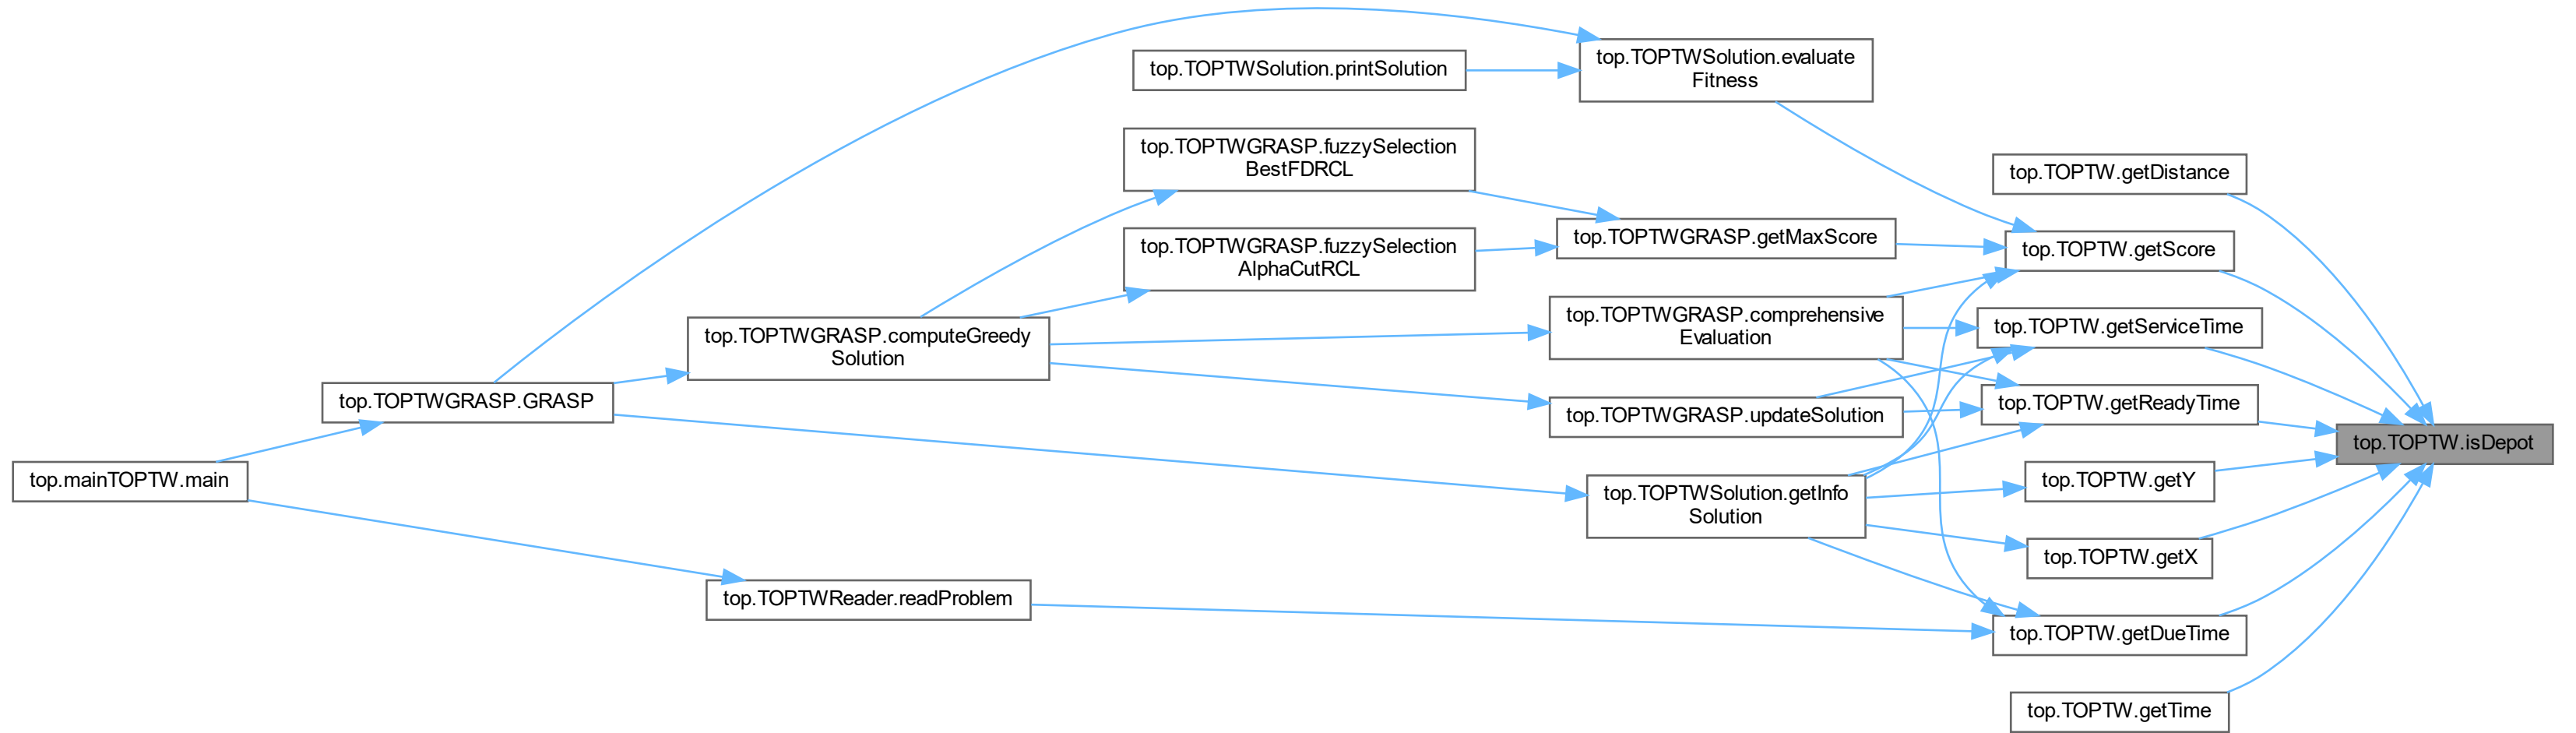 top.TOPTWSolution.evaluate
Fitness
top.TOPTWSolution.printSolution
top.TOPTWGRASP.fuzzySelection
BestFDRCL
top.TOPTW.getDistance
top.TOPTWGRASP.getMaxScore
top.TOPTW.getScore
top.TOPTWGRASP.fuzzySelection
AlphaCutRCL
top.TOPTWGRASP.comprehensive
Evaluation
top.TOPTW.getServiceTime
top.TOPTWGRASP.computeGreedy
Solution
top.TOPTWGRASP.GRASP
top.TOPTW.getReadyTime
top.TOPTWGRASP.updateSolution
top.TOPTW.isDepot
top.mainTOPTW.main
top.TOPTW.getY
top.TOPTWSolution.getInfo
Solution
top.TOPTW.getX
top.TOPTWReader.readProblem
top.TOPTW.getDueTime
top.TOPTW.getTime